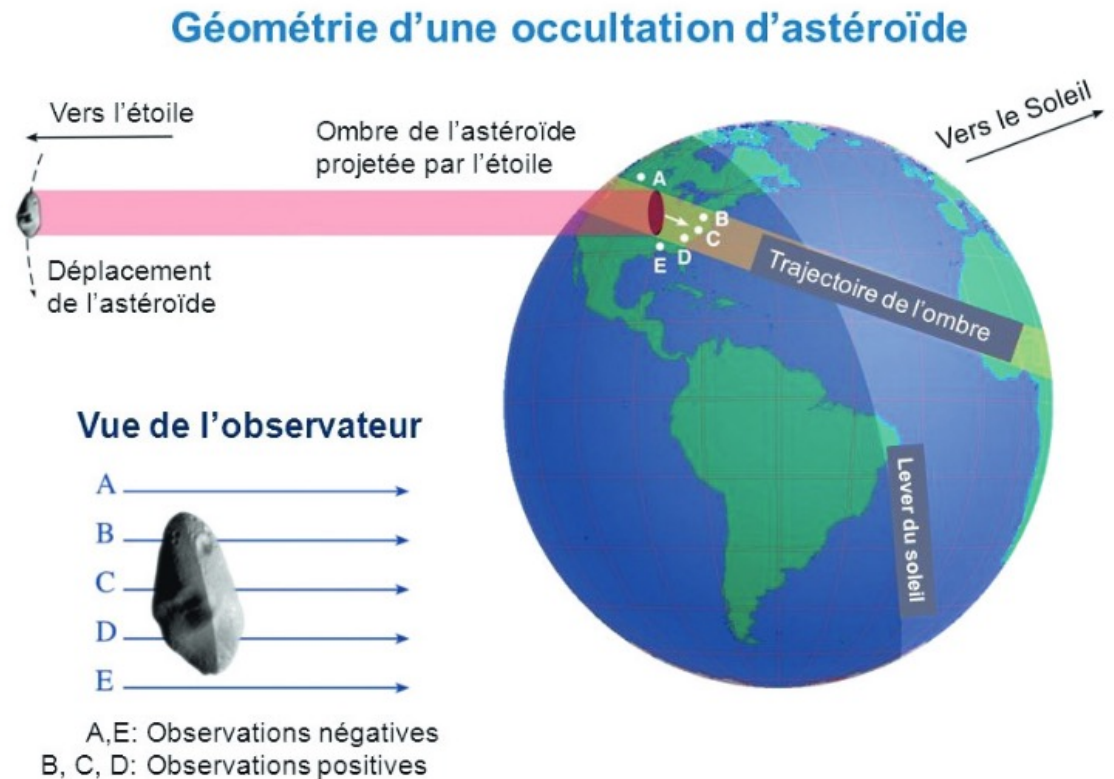 Géométrie d’une occultation d’astéroïde
Vers l’étoile
Ombre de l’astéroïde
projetée par l’étoile
Vers le Soleil
A
B
C
D
E
Déplacement
de l’astéroïde
Trajectoire de l’ombre
Lever du soleil
Vue de l’observateur
A
B
C
D
E
A,E: Observations négatives
B, C, D: Observations positives